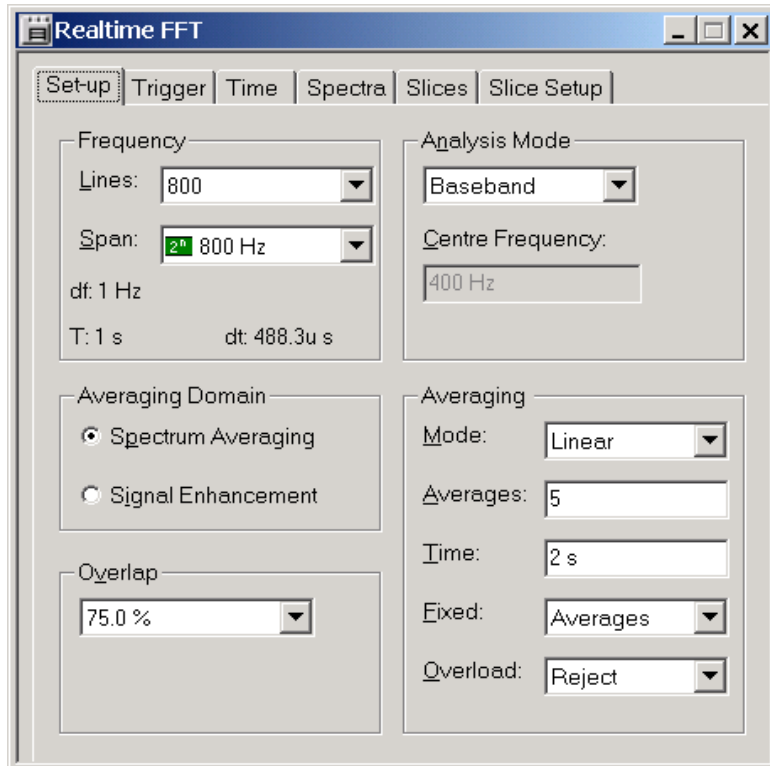 Realtime FFT
Set-up Trigger Time Spectra Slices Slice Setup
Frequency
Lines: 800
Span: 2ⁿ 800 Hz
df: 1 Hz
T: 1 s dt: 488.3u s
Analysis Mode
Baseband
Centre Frequency:
400 Hz
Averaging Domain
Spectrum Averaging
Signal Enhancement
Overlap
75.0 %
Averaging
Mode: Linear
Averages: 5
Time: 2 s
Fixed: Averages
Overload: Reject